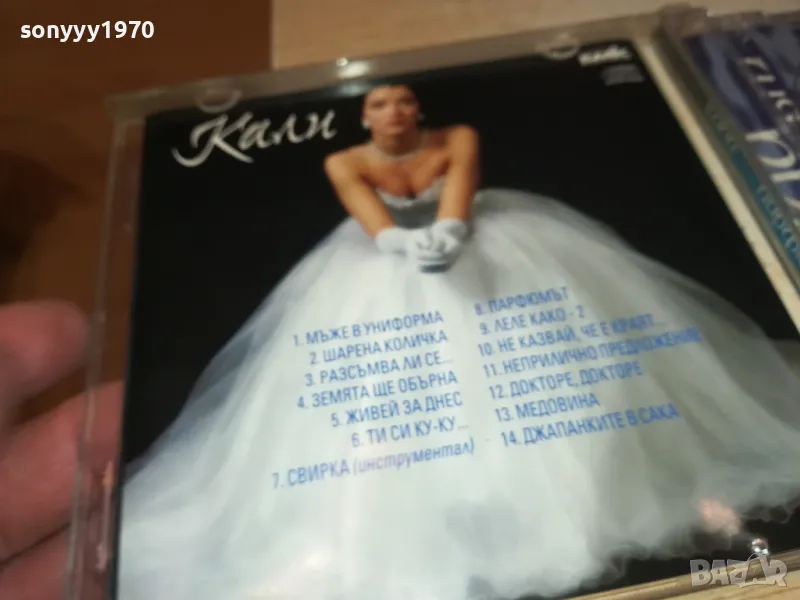 sonyyy1970
Кали
1. МЪЖЕ В УНИФОРМА
2. ШАРЕНА КОЛИЧКА
3. РАЗСЪМВА ЛИ СЕ...
4. ЗЕМЯТА ЩЕ ОБЪРНА
5. ЖИВЕЙ ЗА ДНЕС
6. ТИ СИ КУ-КУ...
7. СВИРКА (инструментал)
8. ПАРФЮМЪТ
9. ЛЕЛЕ КАКО - 2
10. НЕ КАЗВАЙ, ЧЕ Е КРАЯТ...
11. НЕПРИЛИЧНО ПРЕДЛОЖЕНИЕ
12. ДОКТОРЕ, ДОКТОРЕ
13. МЕДОВИНА
14. ДЖАПАНКИТЕ В САКА
BAZAR